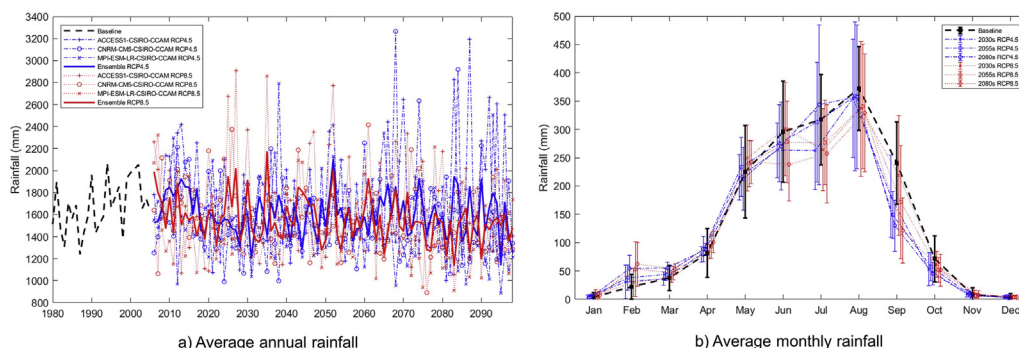 Baseline
ACCESS1-CSIRO-CCAM RCP4.5
CNRM-CM5-CSIRO-CCAM RCP4.5
MPI-ESM-LR-CSIRO-CCAM RCP4.5
Ensemble RCP4.5
ACCESS1-CSIRO-CCAM RCP8.5
CNRM-CM5-CSIRO-CCAM RCP8.5
MPI-ESM-LR-CSIRO-CCAM RCP8.5
Ensemble RCP8.5
Rainfall (mm)
3400
3200
3000
2800
2600
2400
2200
2000
1800
1600
1400
1200
1000
800
1980 1990 2000 2010 2020 2030 2040 2050 2060 2070 2080 2090
a) Average annual rainfall
Baseline
2030s RCP4.5
2055s RCP4.5
2080s RCP4.5
2030s RCP8.5
2055s RCP8.5
2080s RCP8.5
Rainfall (mm)
500
450
400
350
300
250
200
150
100
50
0
Jan Feb Mar Apr May Jun Jul Aug Sep Oct Nov Dec
b) Average monthly rainfall